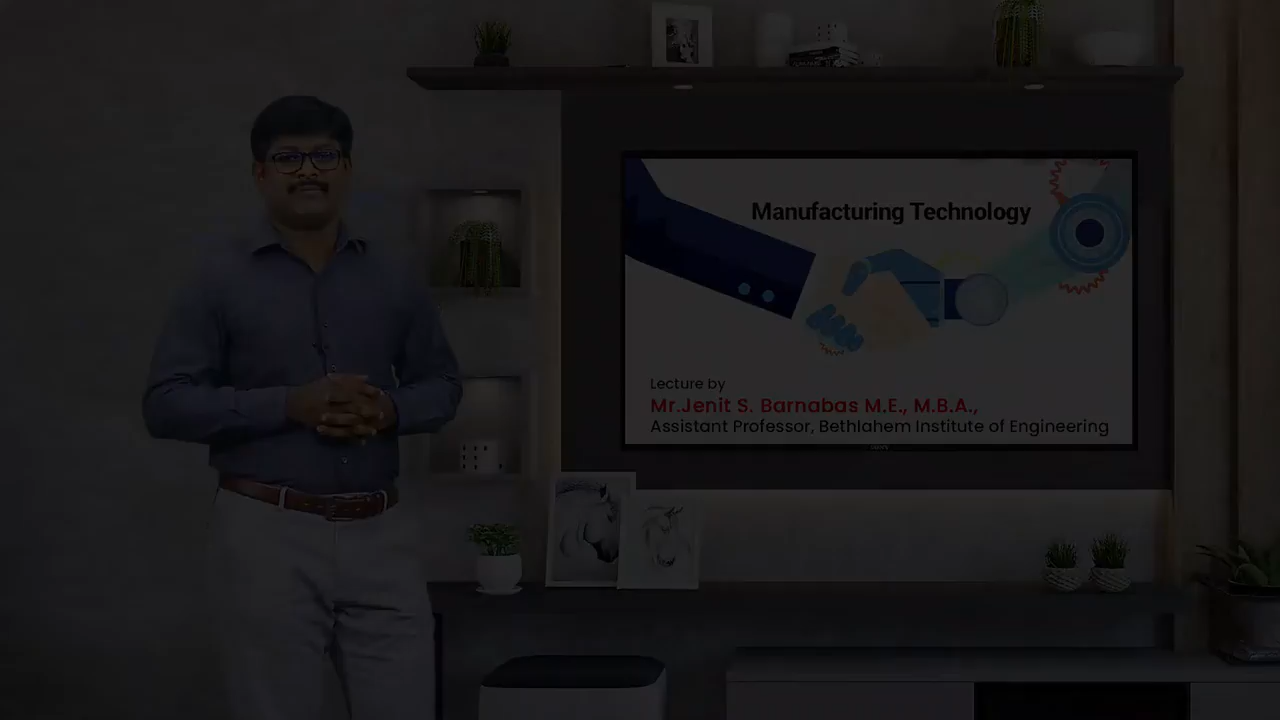 Manufacturing Technology
Lecture by
Mr.Jenit S. Barnabas M.E., M.B.A.,
Assistant Professor, Bethlahem Institute of Engineering